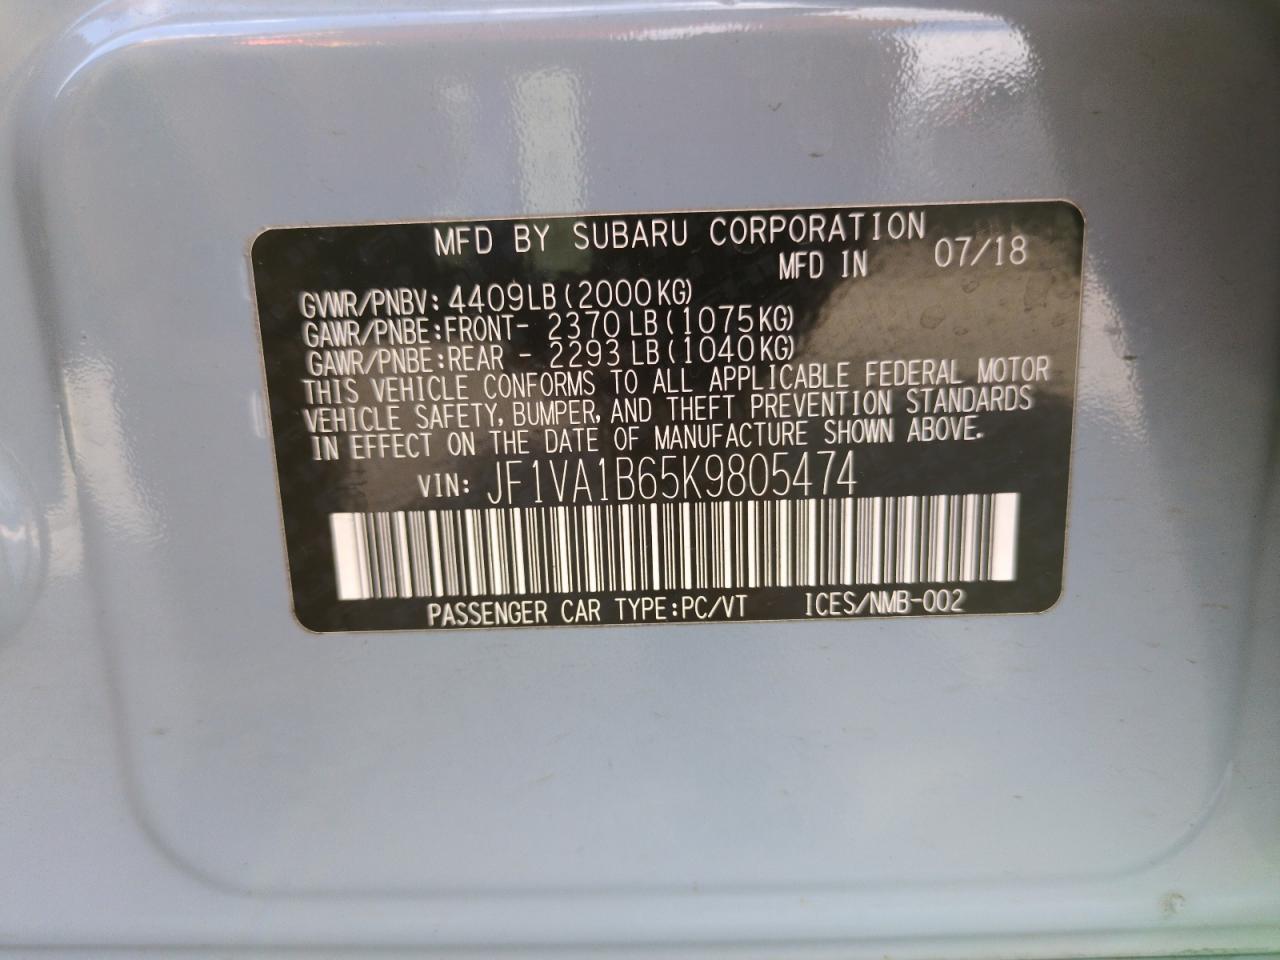 MFD BY SUBARU CORPORATION
MFD IN 07/18
GVWR/PNBV: 4409LB(2000KG)
GAWR/PNBE:FRONT- 2370LB(1075KG)
GAWR/PNBE:REAR - 2293LB(1040KG)
THIS VEHICLE CONFORMS TO ALL APPLICABLE FEDERAL MOTOR
VEHICLE SAFETY, BUMPER, AND THEFT PREVENTION STANDARDS
IN EFFECT ON THE DATE OF MANUFACTURE SHOWN ABOVE.
VIN: JF1VA1B65K9805474
PASSENGER CAR TYPE:PC/VT ICES/NMB-002